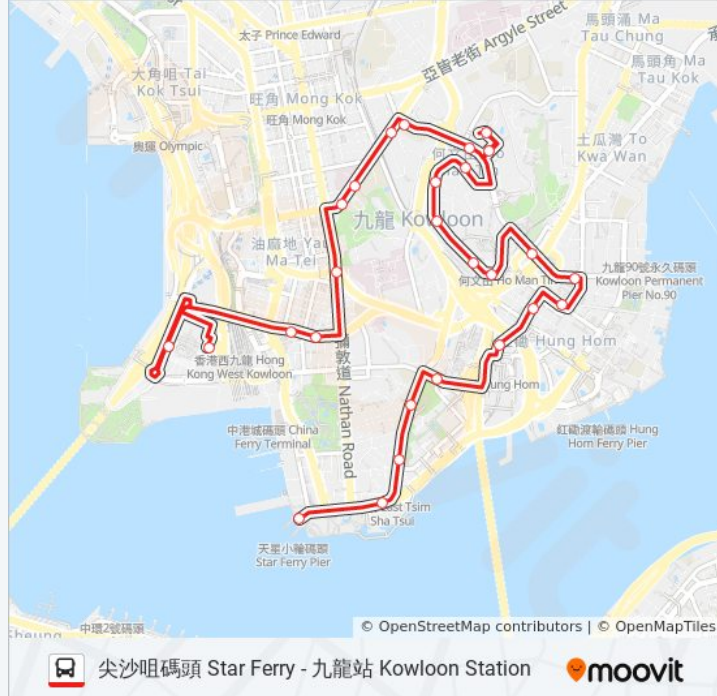 馬頭涌 Ma
Tau Chung
太子 Prince Edward
亞皆老街 Argyle Street
大角咀 Tai
Kok Tsui
馬頭角 Ma
Tau Kok
旺角 Mong Kok
旺角 Mong Kok
奧運 Olympic
土瓜灣 To
Kwa Wan
何文田
九龍 Kowloon
油麻地 Yau
Ma Tei
何文田 Ho Man Tin
九龍90號永久碼頭
Kowloon Permanent
Pier No.90
Hung Hom
香港西九龍 Hong
Kong West Kowloon
彌敦道 Nathan Road
Hung Hom
中港城碼頭 China
Ferry Terminal
紅磡渡輪碼頭 Hung
Hom Ferry Pier
East Tsim
Sha Tsui
天星小輪碼頭
Star Ferry Pier
中環2號碼頭
Sheung
© OpenStreetMap contributors | © OpenMapTiles
尖沙咀碼頭 Star Ferry - 九龍站 Kowloon Station
moovit